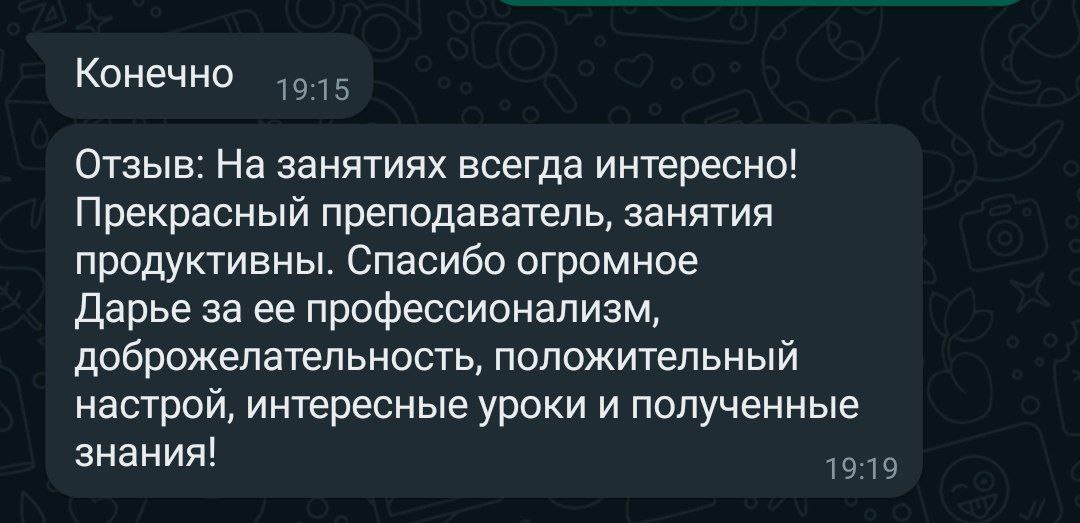 Конечно 19:15
Отзыв: На занятиях всегда интересно!
Прекрасный преподаватель, занятия
продуктивны. Спасибо огромное
Дарье за ее профессионализм,
доброжелательность, положительный
настрой, интересные уроки и полученные
знания!
19:19